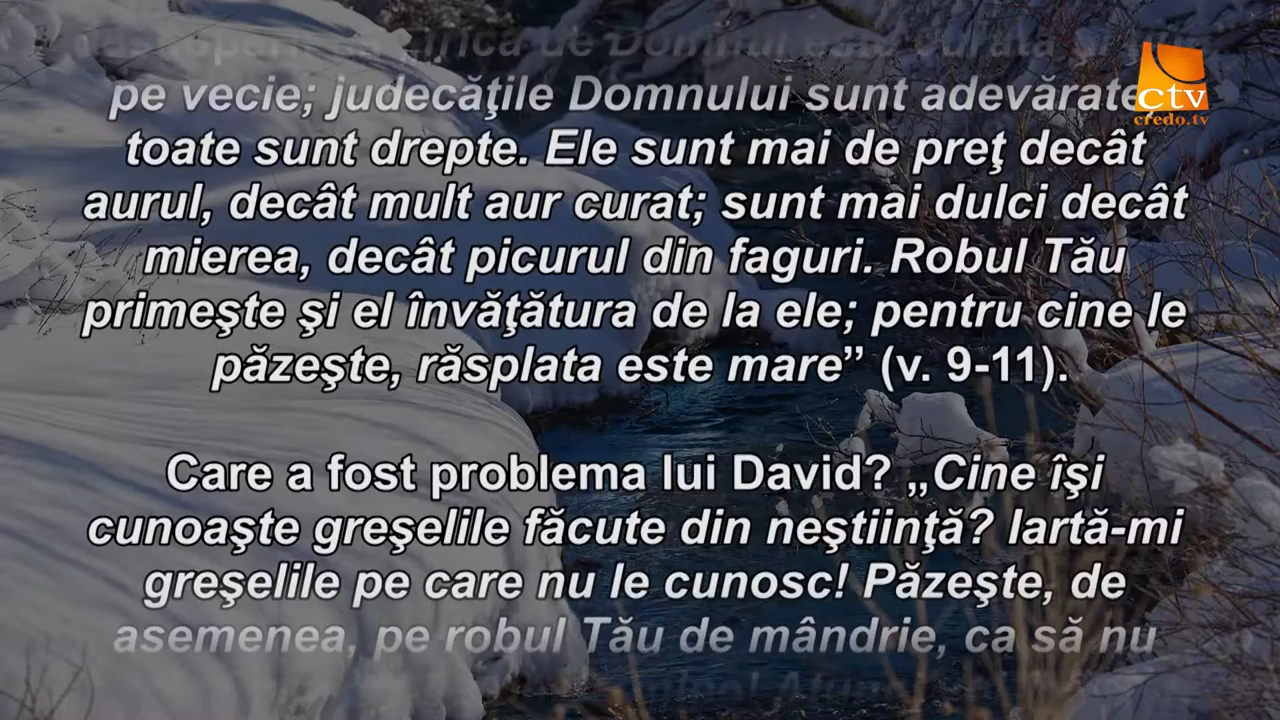 de Domnul este
pe vecie; judecăţile Domnului sunt adevărate,
toate sunt drepte. Ele sunt mai de preţ decât
aurul, decât mult aur curat; sunt mai dulci decât
mierea, decât picurul din faguri. Robul Tău
primeşte şi el învăţătura de la ele; pentru cine le
păzeşte, răsplata este mare” (v. 9-11).
Care a fost problema lui David? „Cine îşi
cunoaşte greşelile făcute din neştiinţă? Iartă-mi
greşelile pe care nu le cunosc! Păzeşte, de
asemenea, pe robul Tău de mândrie, ca să nu
ctv
credo.tv